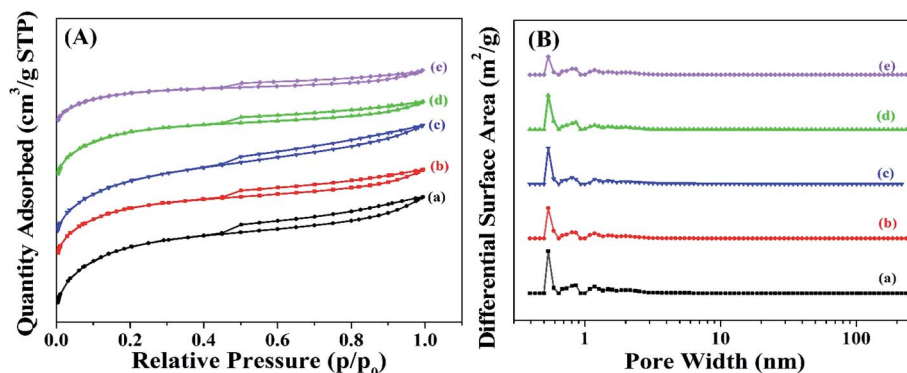 (A)
Quantity Adsorbed (cm³/g STP)
(e)
(d)
(c)
(b)
(a)
0.0 0.2 0.4 0.6 0.8 1.0
Relative Pressure (p/p₀)
(B)
Differential Surface Area (m²/g)
(e)
(d)
(c)
(b)
(a)
1 10 100
Pore Width (nm)